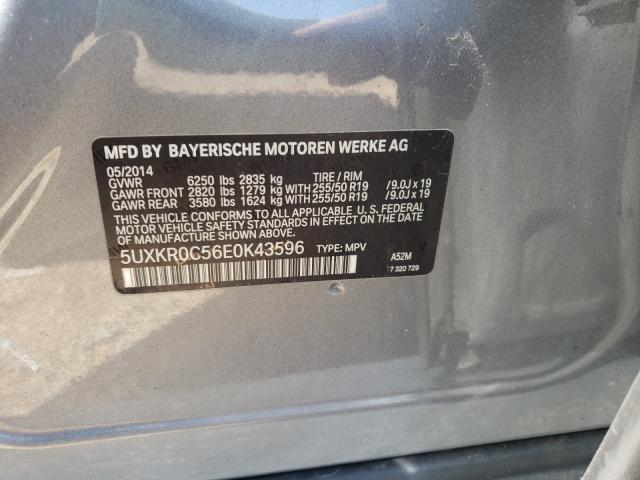 MFD BY BAYERISCHE MOTOREN WERKE AG
05/2014 TIRE / RIM
GVWR 6250 lbs 2835 kg
GAWR FRONT 2820 lbs 1279 kg WITH 255/50 R19 /9.0J x 19
GAWR REAR 3580 lbs 1624 kg WITH 255/50 R19 /9.0J x 19
THIS VEHICLE CONFORMS TO ALL APPLICABLE U. S. FEDERAL
MOTOR VEHICLE SAFETY STANDARDS IN EFFECT ON THE
DATE OF MANUFACTURE SHOWN ABOVE.
5UXKR0C56E0K43596 TYPE: MPV
A52M
7 320 729